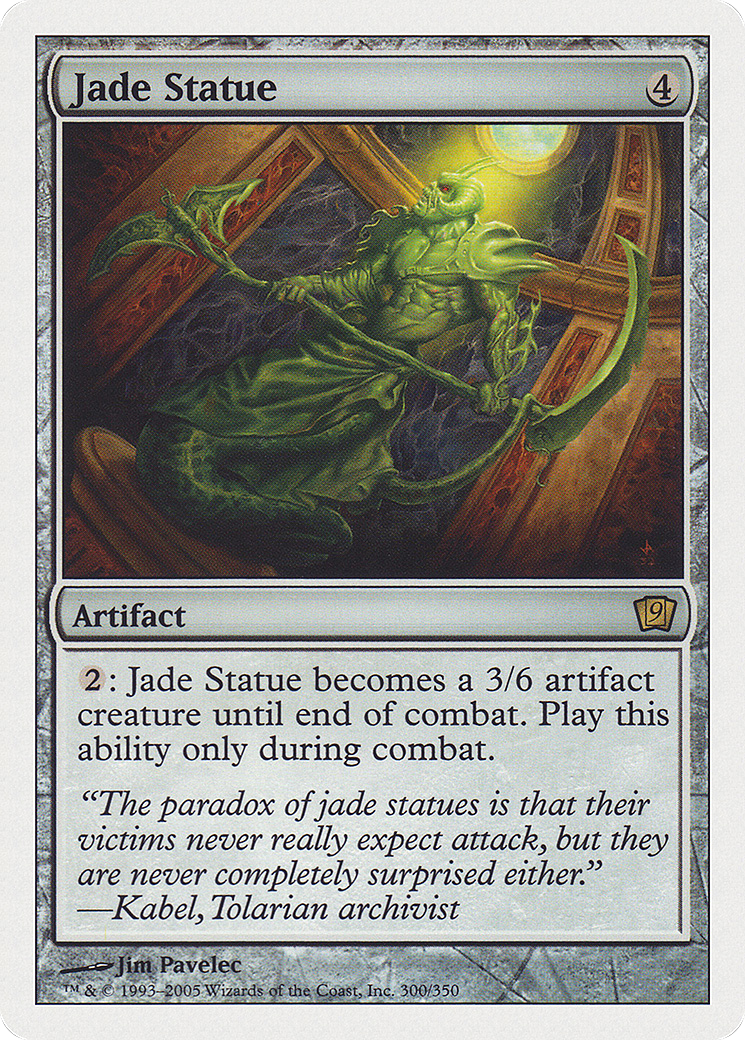 Jade Statue 4
Artifact 9
2: Jade Statue becomes a 3/6 artifact
creature until end of combat. Play this
ability only during combat.
“The paradox of jade statues is that their
victims never really expect attack, but they
are never completely surprised either.”
—Kabel, Tolarian archivist
Jim Pavelec
™ & © 1993–2005 Wizards of the Coast, Inc. 300/350